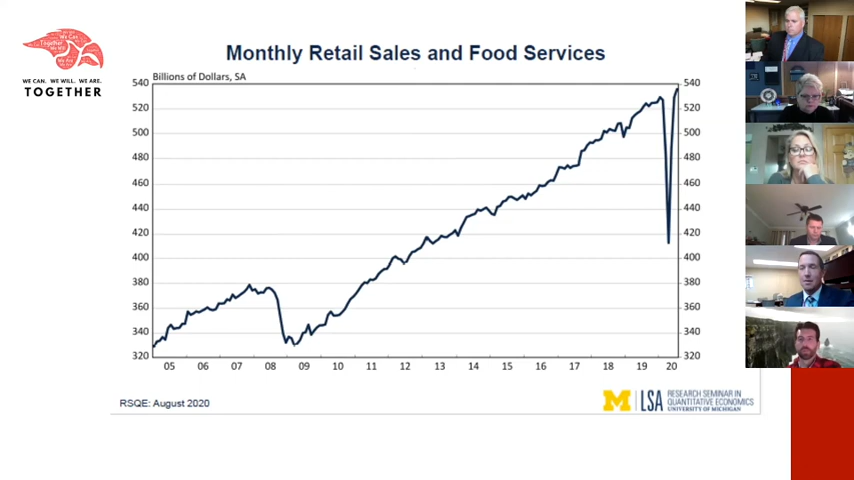 Together
We Can
WE CAN. WE WILL. WE ARE.
TOGETHER
Monthly Retail Sales and Food Services
Billions of Dollars, SA
540 540
520 520
500 500
480 480
460 460
440 440
420 420
400 400
380 380
360 360
340 340
320 320
05 06 07 08 09 10 11 12 13 14 15 16 17 18 19 20
RSQE: August 2020
M LSA RESEARCH SEMINAR IN
QUANTITATIVE ECONOMICS
UNIVERSITY OF MICHIGAN